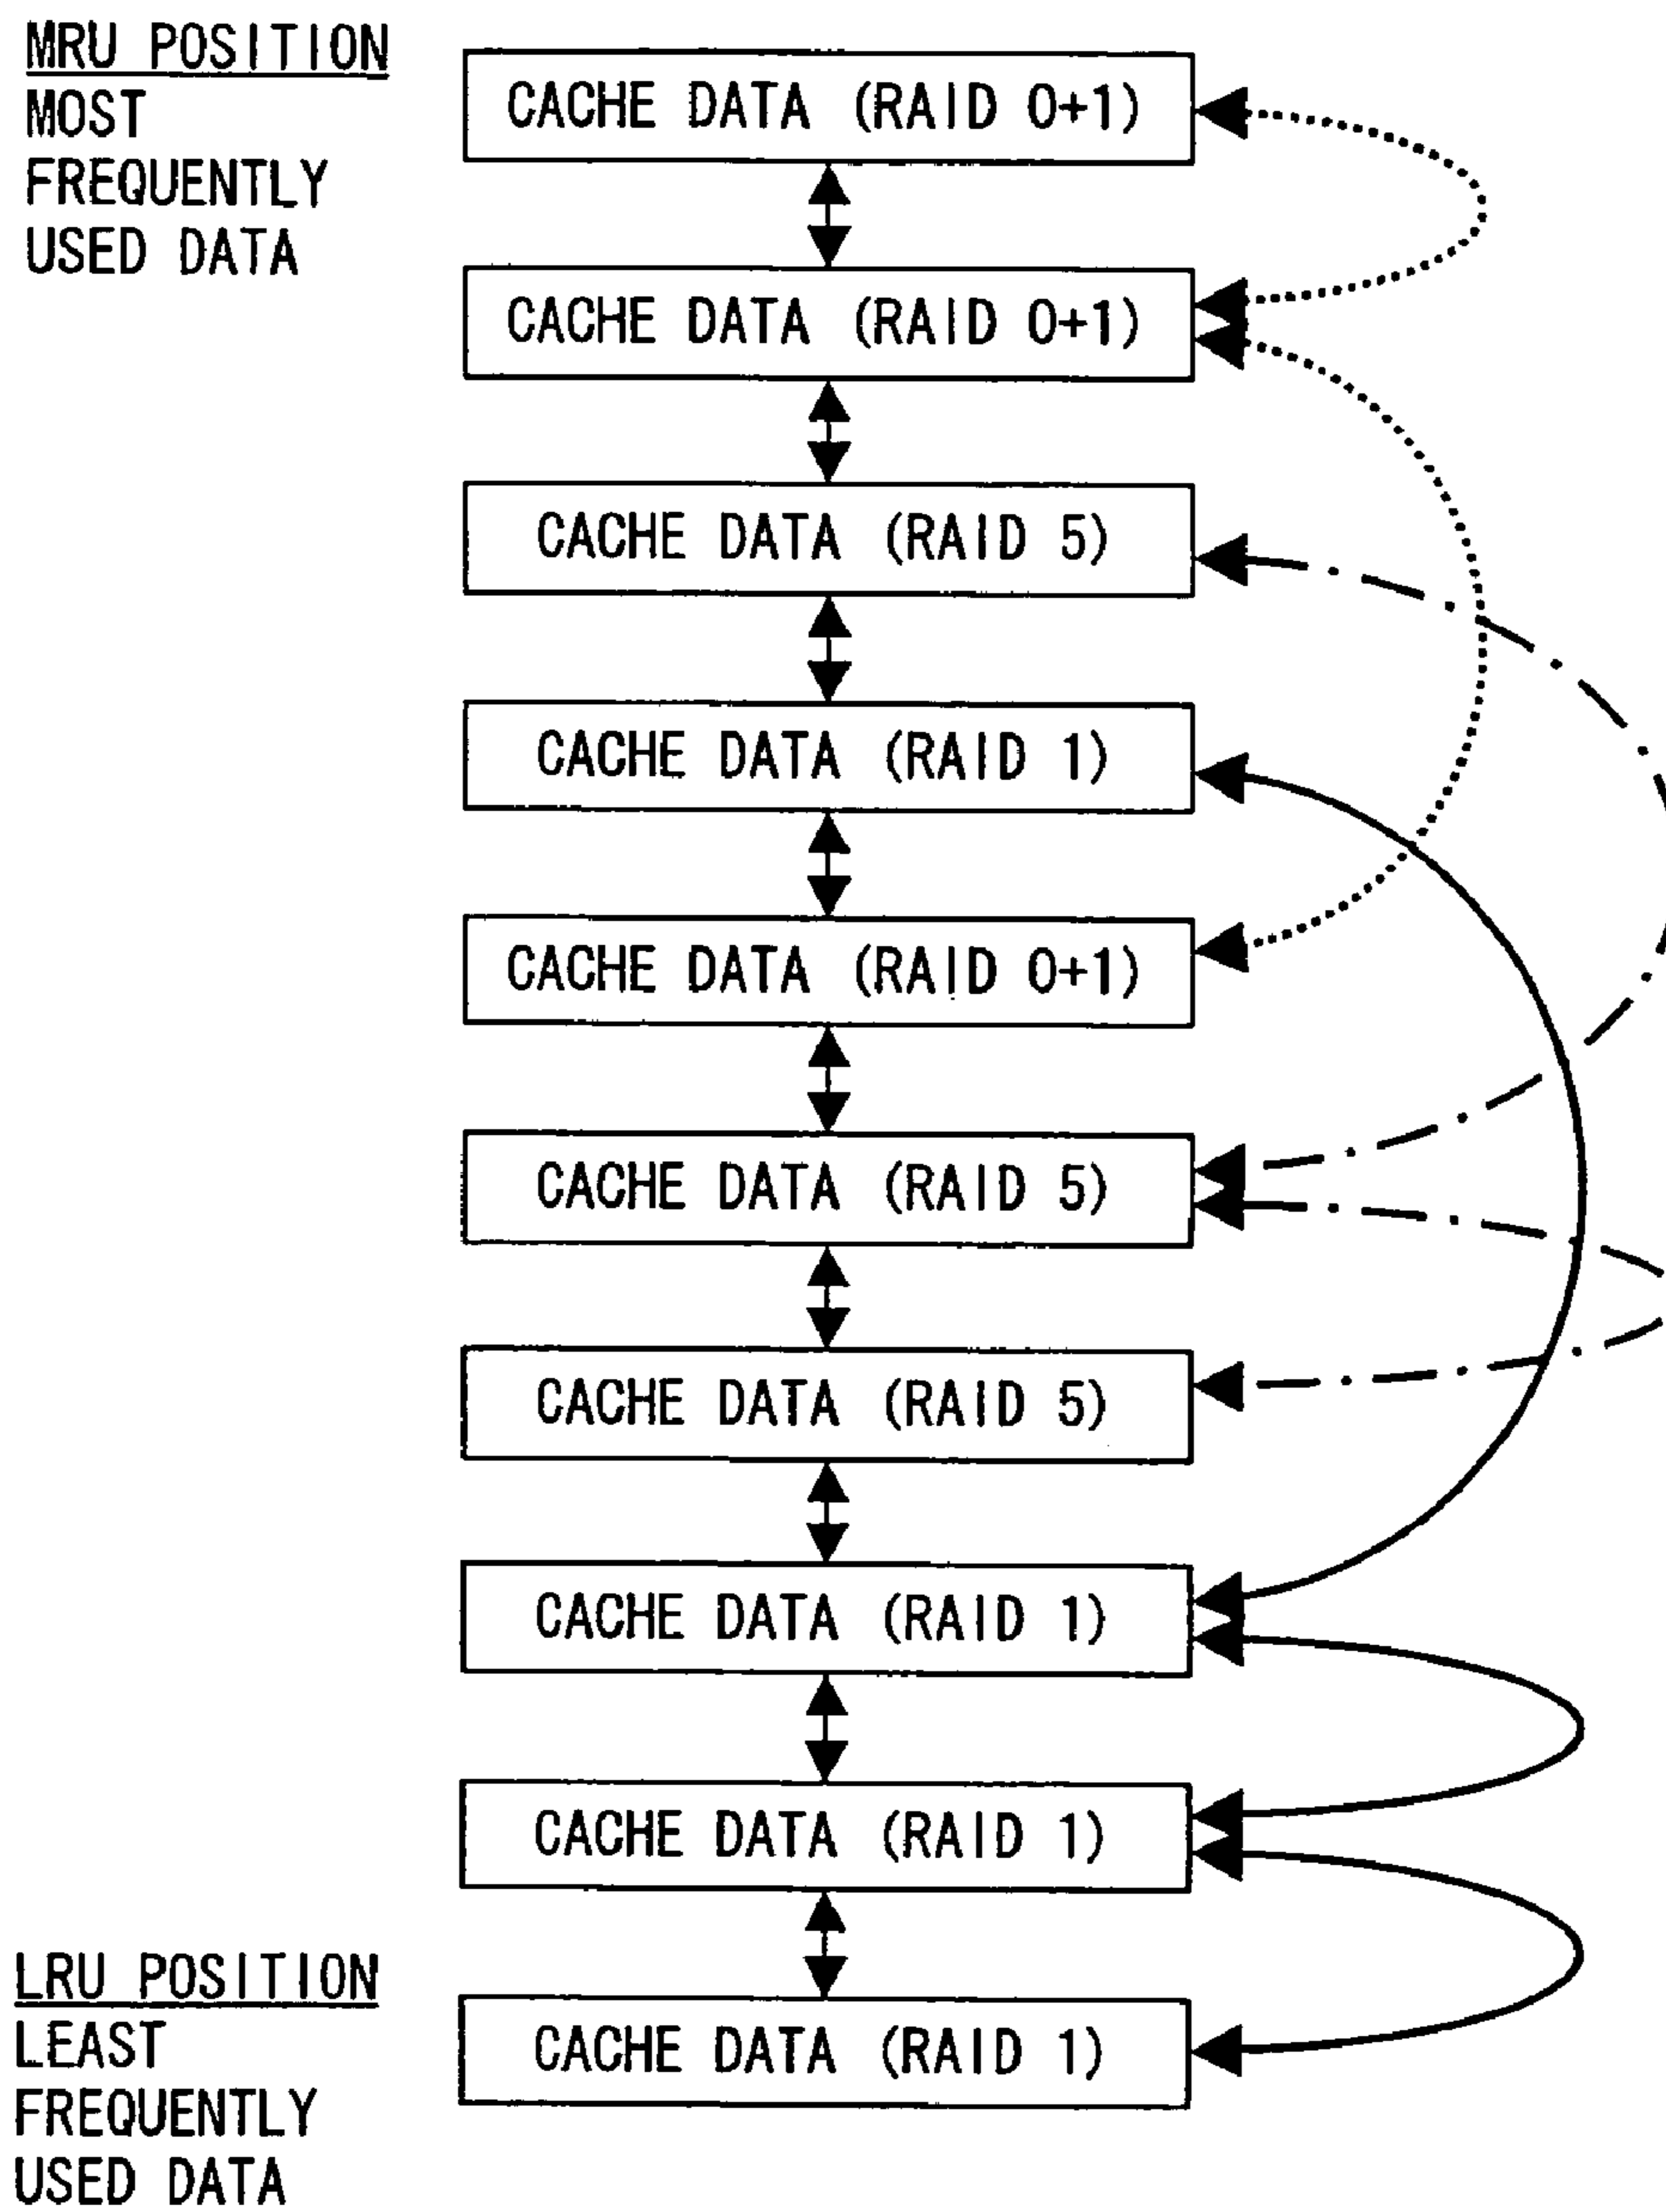 MRU POSITION
MOST
FREQUENTLY
USED DATA
CACHE DATA (RAID 0+1)
CACHE DATA (RAID 0+1)
CACHE DATA (RAID 5)
CACHE DATA (RAID 1)
CACHE DATA (RAID 0+1)
CACHE DATA (RAID 5)
CACHE DATA (RAID 5)
CACHE DATA (RAID 1)
CACHE DATA (RAID 1)
CACHE DATA (RAID 1)
LRU POSITION
LEAST
FREQUENTLY
USED DATA